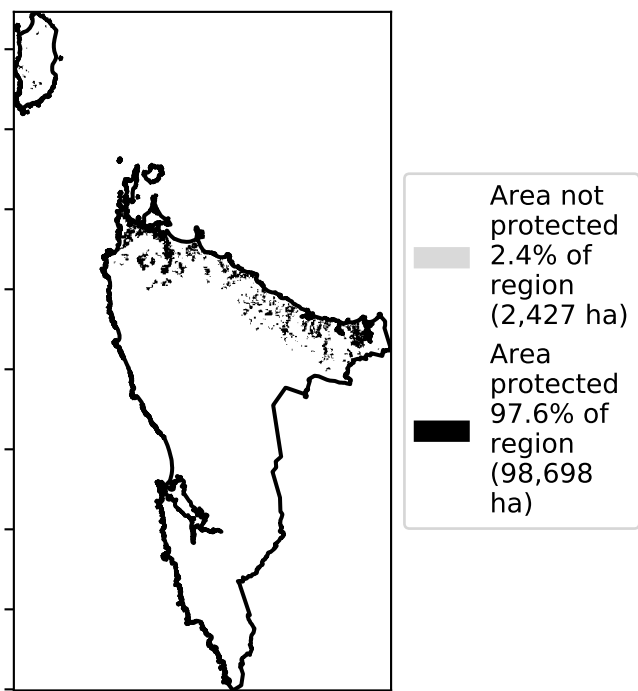 Area not
protected
2.4% of
region
(2,427 ha)
Area
protected
97.6% of
region
(98,698
ha)